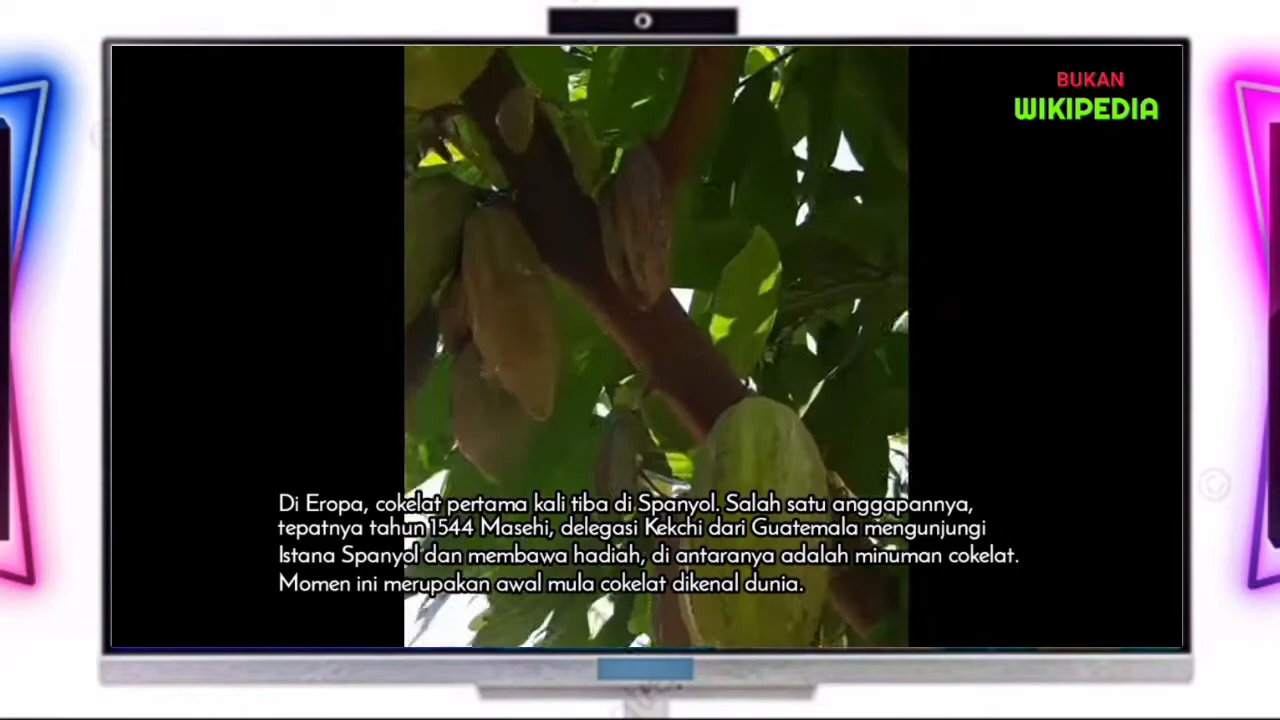 BUKAN
WIKIPEDIA
Di Eropa, cokelat pertama kali tiba di Spanyol. Salah satu anggapannya,
tepatnya tahun 1544 Masehi, delegasi Kekchi dari Guatemala mengunjungi
Istana Spanyol dan membawa hadiah, di antaranya adalah minuman cokelat.
Momen ini merupakan awal mula cokelat dikenal dunia.